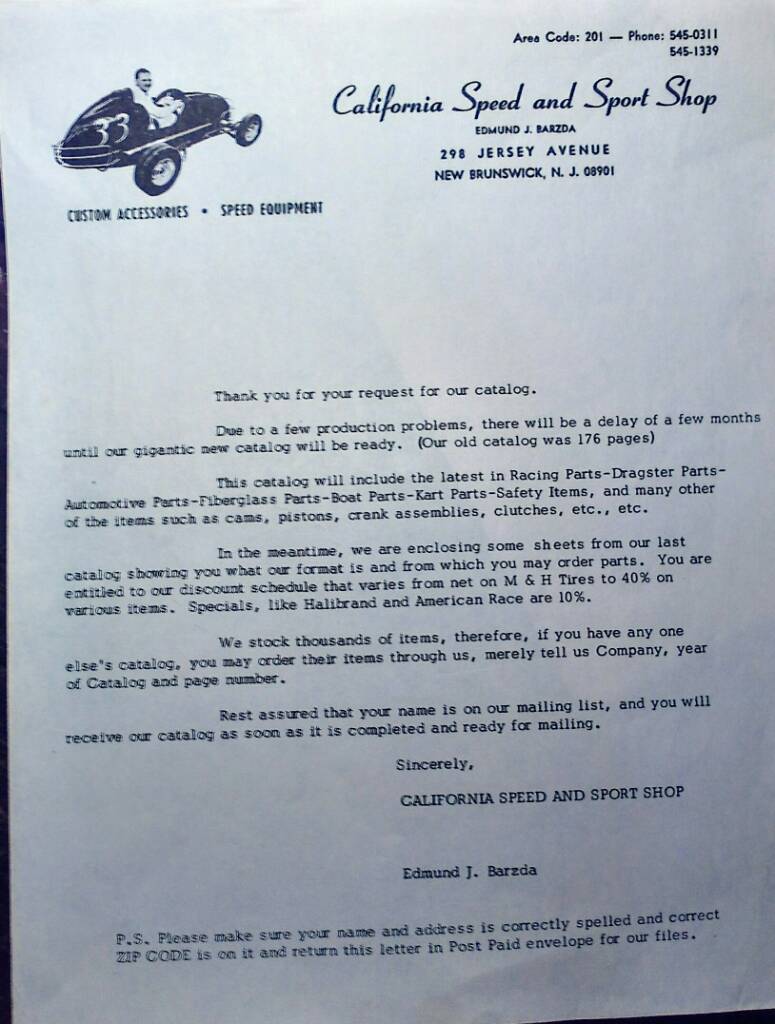 Area Code: 201 — Phone: 545-0311
545-1339
California Speed and Sport Shop
EDMUND J. BARZDA
298 JERSEY AVENUE
NEW BRUNSWICK, N. J. 08901
33
CUSTOM ACCESSORIES • SPEED EQUIPMENT
Thank you for your request for our catalog.
Due to a few production problems, there will be a delay of a few months
until our gigantic new catalog will be ready. (Our old catalog was 176 pages)
This catalog will include the latest in Racing Parts-Dragster Parts-
Automotive Parts-Fiberglass Parts-Boat Parts-Kart Parts-Safety Items, and many other
of the items such as cams, pistons, crank assemblies, clutches, etc., etc.
In the meantime, we are enclosing some sheets from our last
catalog showing you what our format is and from which you may order parts. You are
entitled to our discount schedule that varies from net on M & H Tires to 40% on
various items. Specials, like Halibrand and American Race are 10%.
We stock thousands of items, therefore, if you have any one
else's catalog, you may order their items through us, merely tell us Company, year
of Catalog and page number.
Rest assured that your name is on our mailing list, and you will
receive our catalog as soon as it is completed and ready for mailing.
Sincerely,
CALIFORNIA SPEED AND SPORT SHOP
Edmund J. Barzda
P.S. Please make sure your name and address is correctly spelled and correct
ZIP CODE is on it and return this letter in Post Paid envelope for our files.